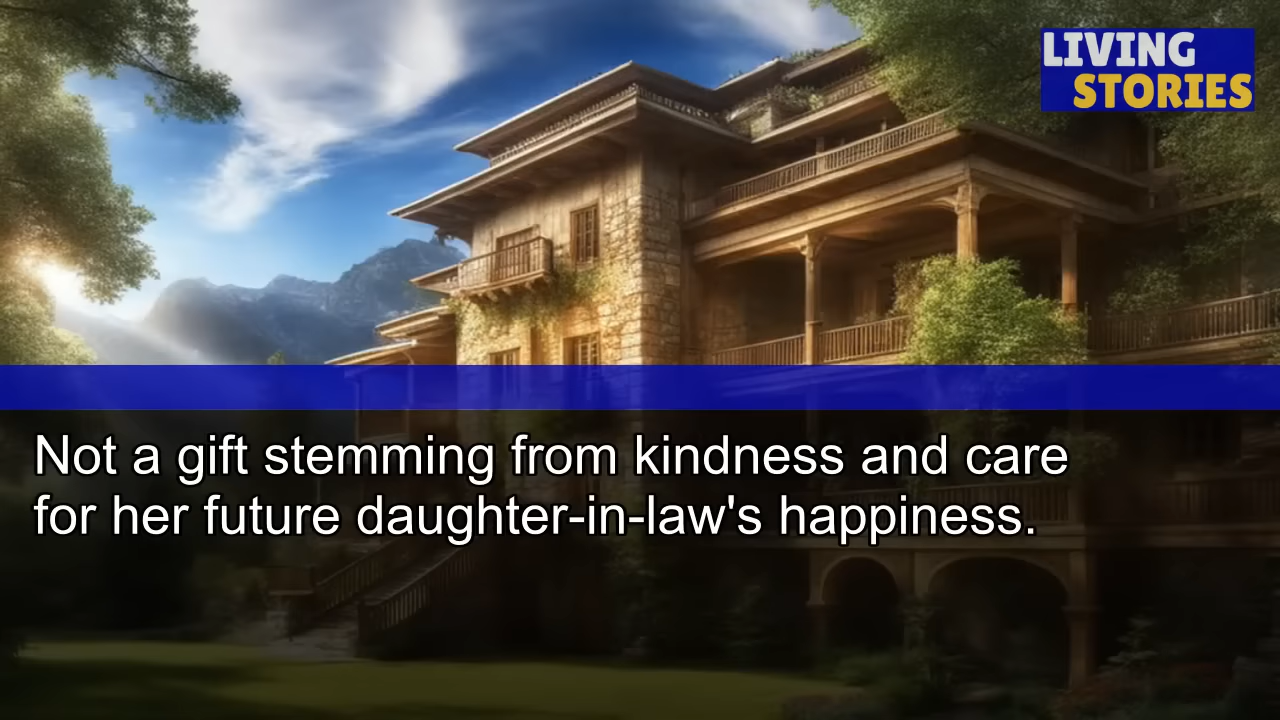 LIVING
STORIES
Not a gift stemming from kindness and care
for her future daughter-in-law's happiness.